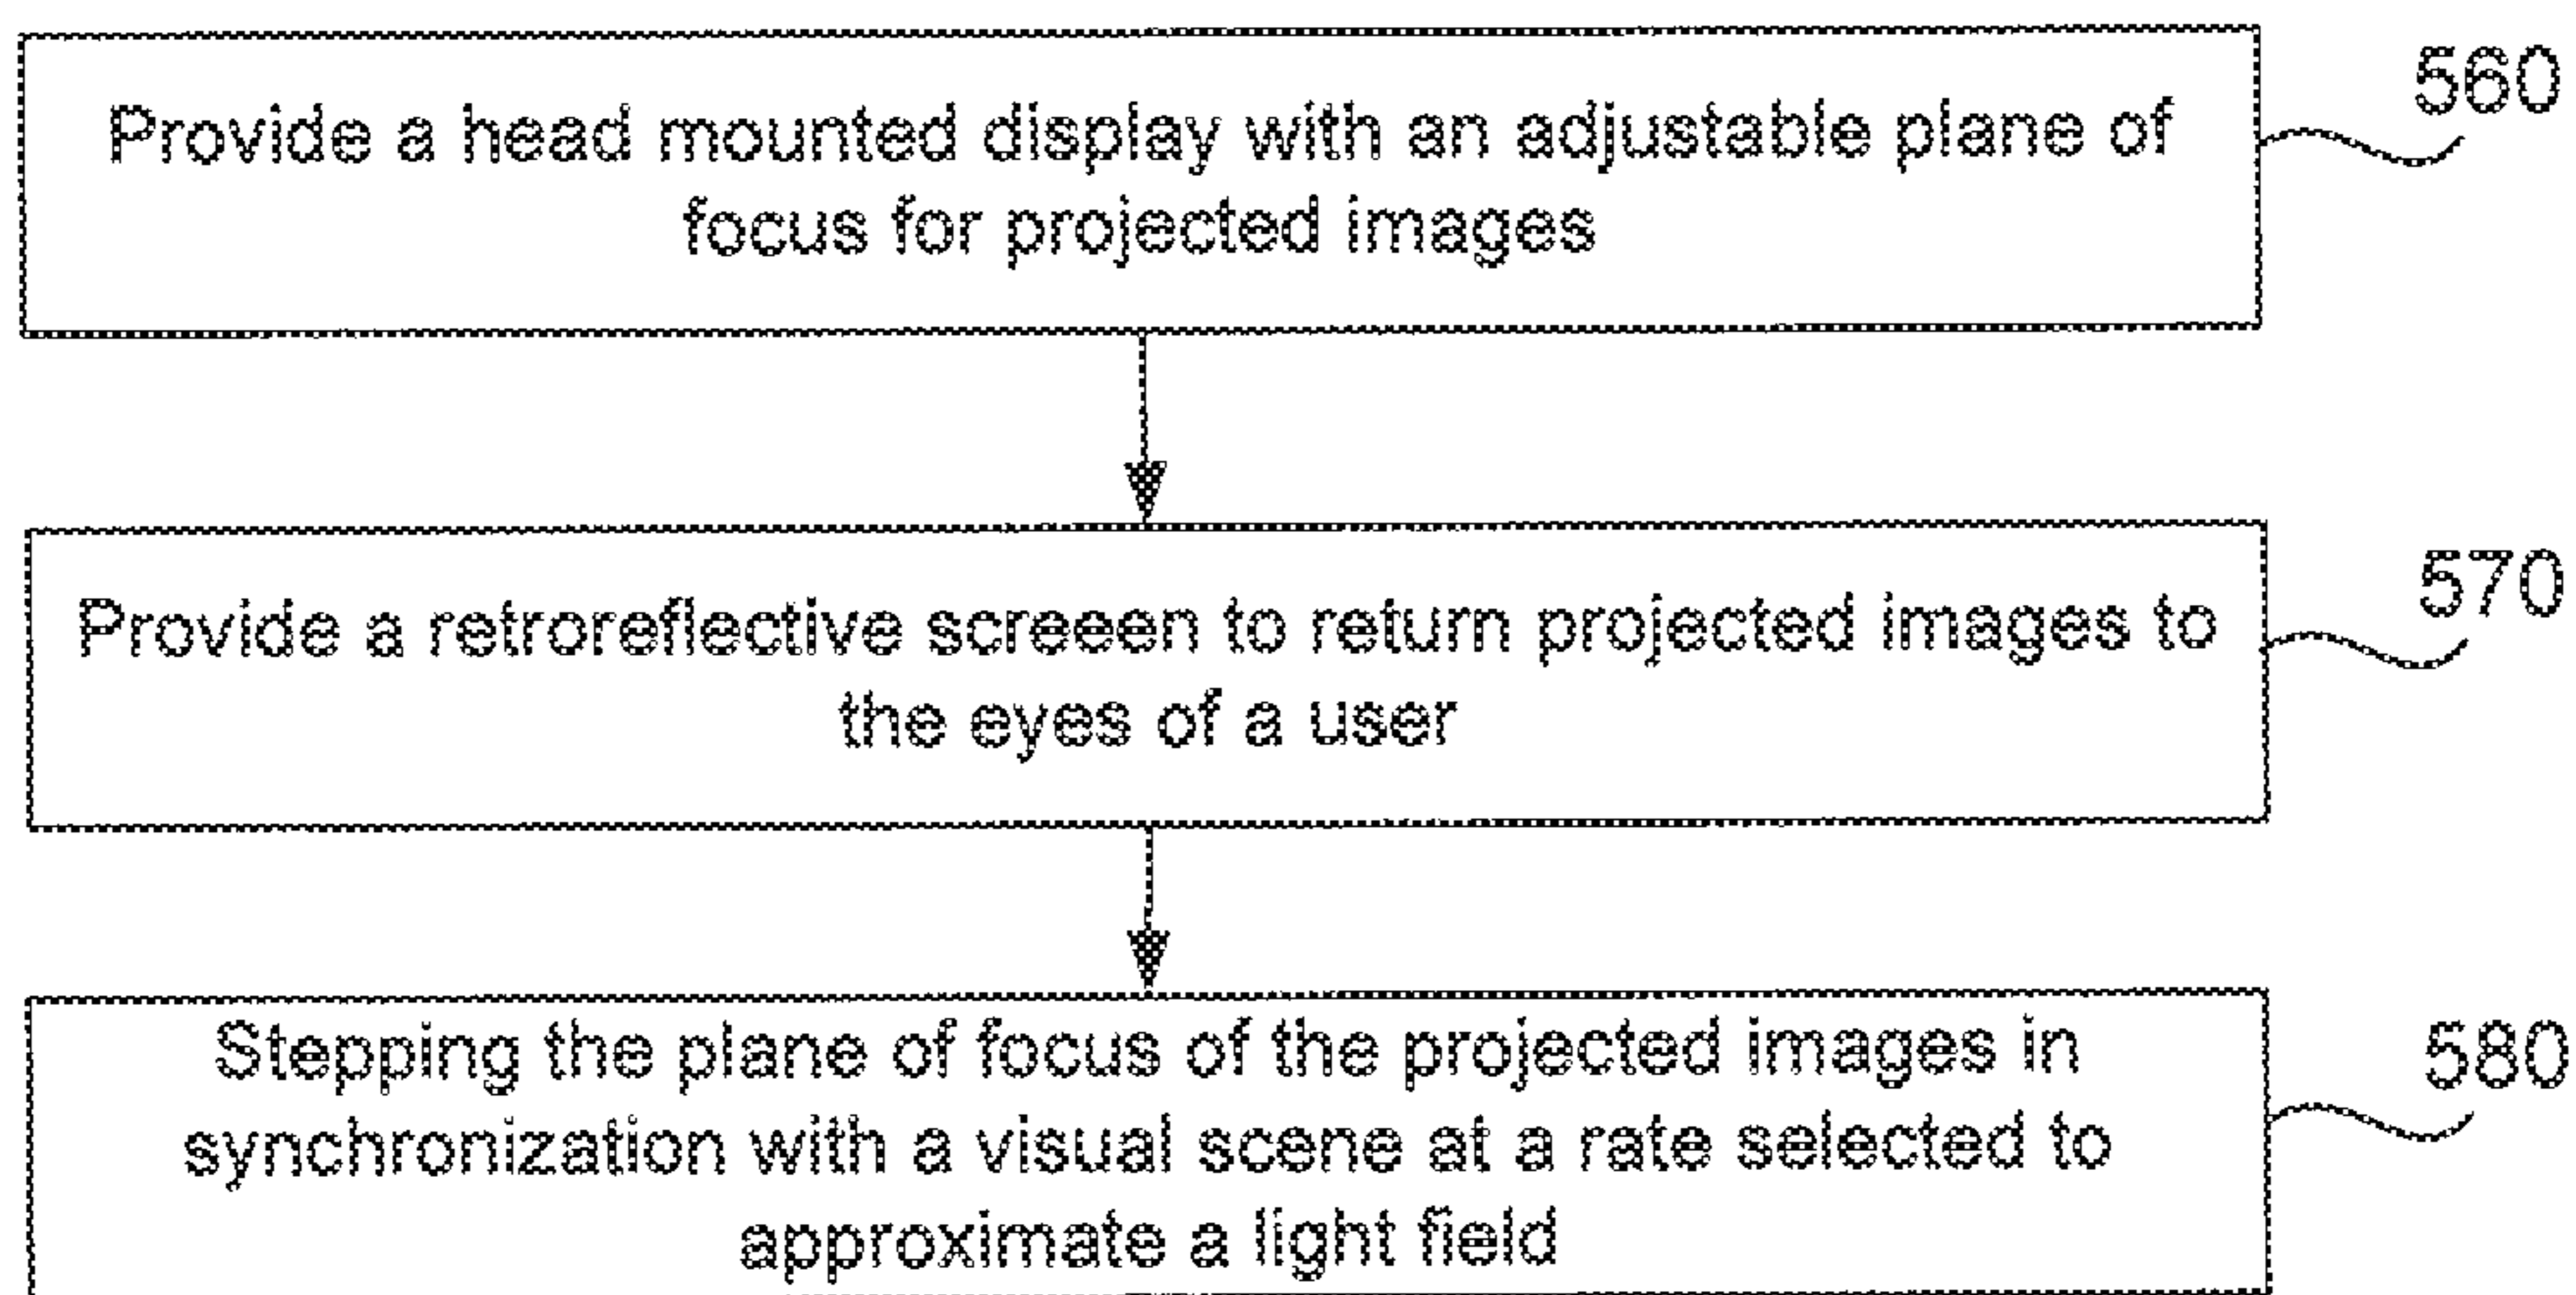 Provide a head mounted display with an adjustable plane of
focus for projected images
560
Provide a retroreflective screeen to return projected images to
the eyes of a user
570
Stepping the plane of focus of the projected images in
synchronization with a visual scene at a rate selected to
approximate a light field
580